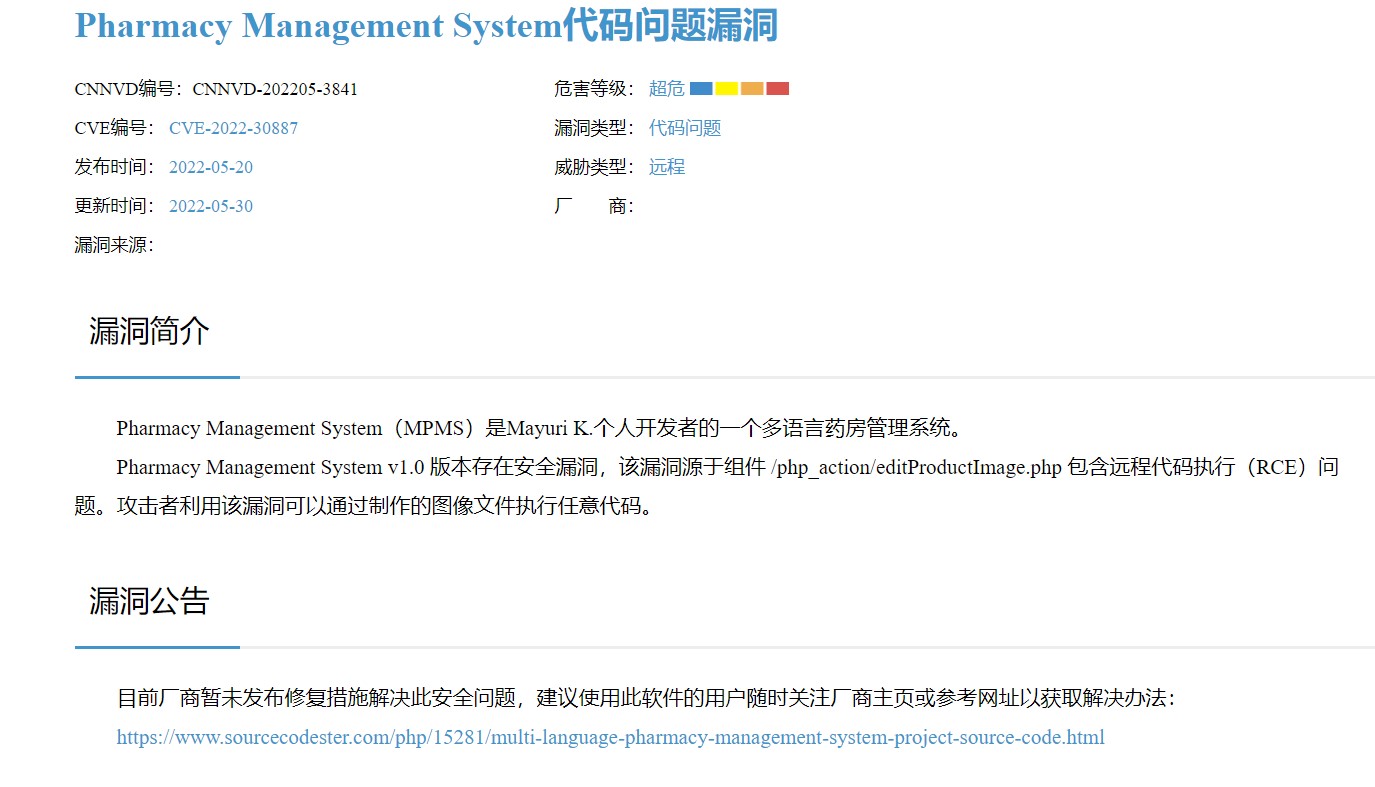 Pharmacy Management System代码问题漏洞
CNNVD编号：CNNVD-202205-3841
危害等级：超危
CVE编号：CVE-2022-30887
漏洞类型：代码问题
发布时间：2022-05-20
威胁类型：远程
更新时间：2022-05-30
厂 商：
漏洞来源：
漏洞简介
Pharmacy Management System（MPMS）是Mayuri K.个人开发者的一个多语言药房管理系统。
Pharmacy Management System v1.0 版本存在安全漏洞，该漏洞源于组件 /php_action/editProductImage.php 包含远程代码执行（RCE）问
题。攻击者利用该漏洞可以通过制作的图像文件执行任意代码。
漏洞公告
目前厂商暂未发布修复措施解决此安全问题，建议使用此软件的用户随时关注厂商主页或参考网址以获取解决办法：
https://www.sourcecodester.com/php/15281/multi-language-pharmacy-management-system-project-source-code.html